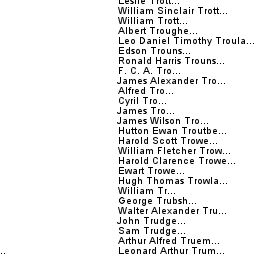 Leslie Trott...
William Sinclair Trott...
William Trott...
Albert Troughe...
Leo Daniel Timothy Troula...
Edson Trouns...
Ronald Harris Trouns...
F. C. A. Tro...
James Alexander Tro...
Alfred Tro...
Cyril Tro...
James Tro...
James Wilson Tro...
Hutton Ewan Troutbe...
Harold Scott Trowe...
William Fletcher Trow...
Harold Clarence Trowe...
Ewart Trowe...
Hugh Thomas Trowla...
William Tr...
George Trubsh...
Walter Alexander Tru...
John Trudge...
Sam Trudge...
Arthur Alfred Truem...
Leonard Arthur Trum...